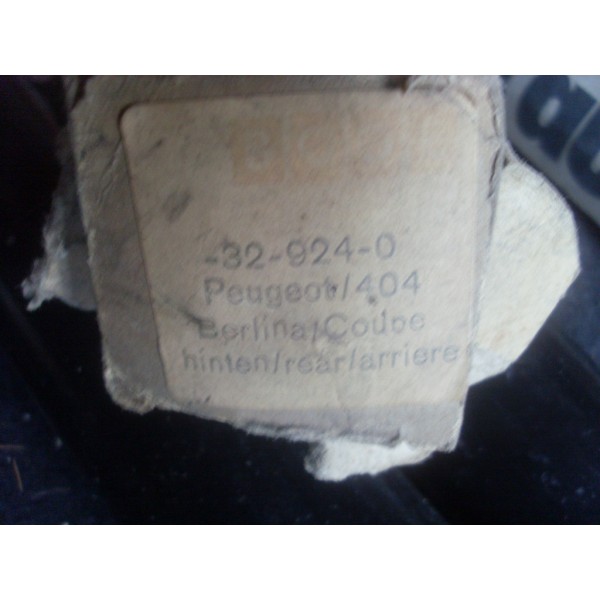 -32-924-0
Peugeot/404
Berlina/Coupe
hinten/rear/arriere